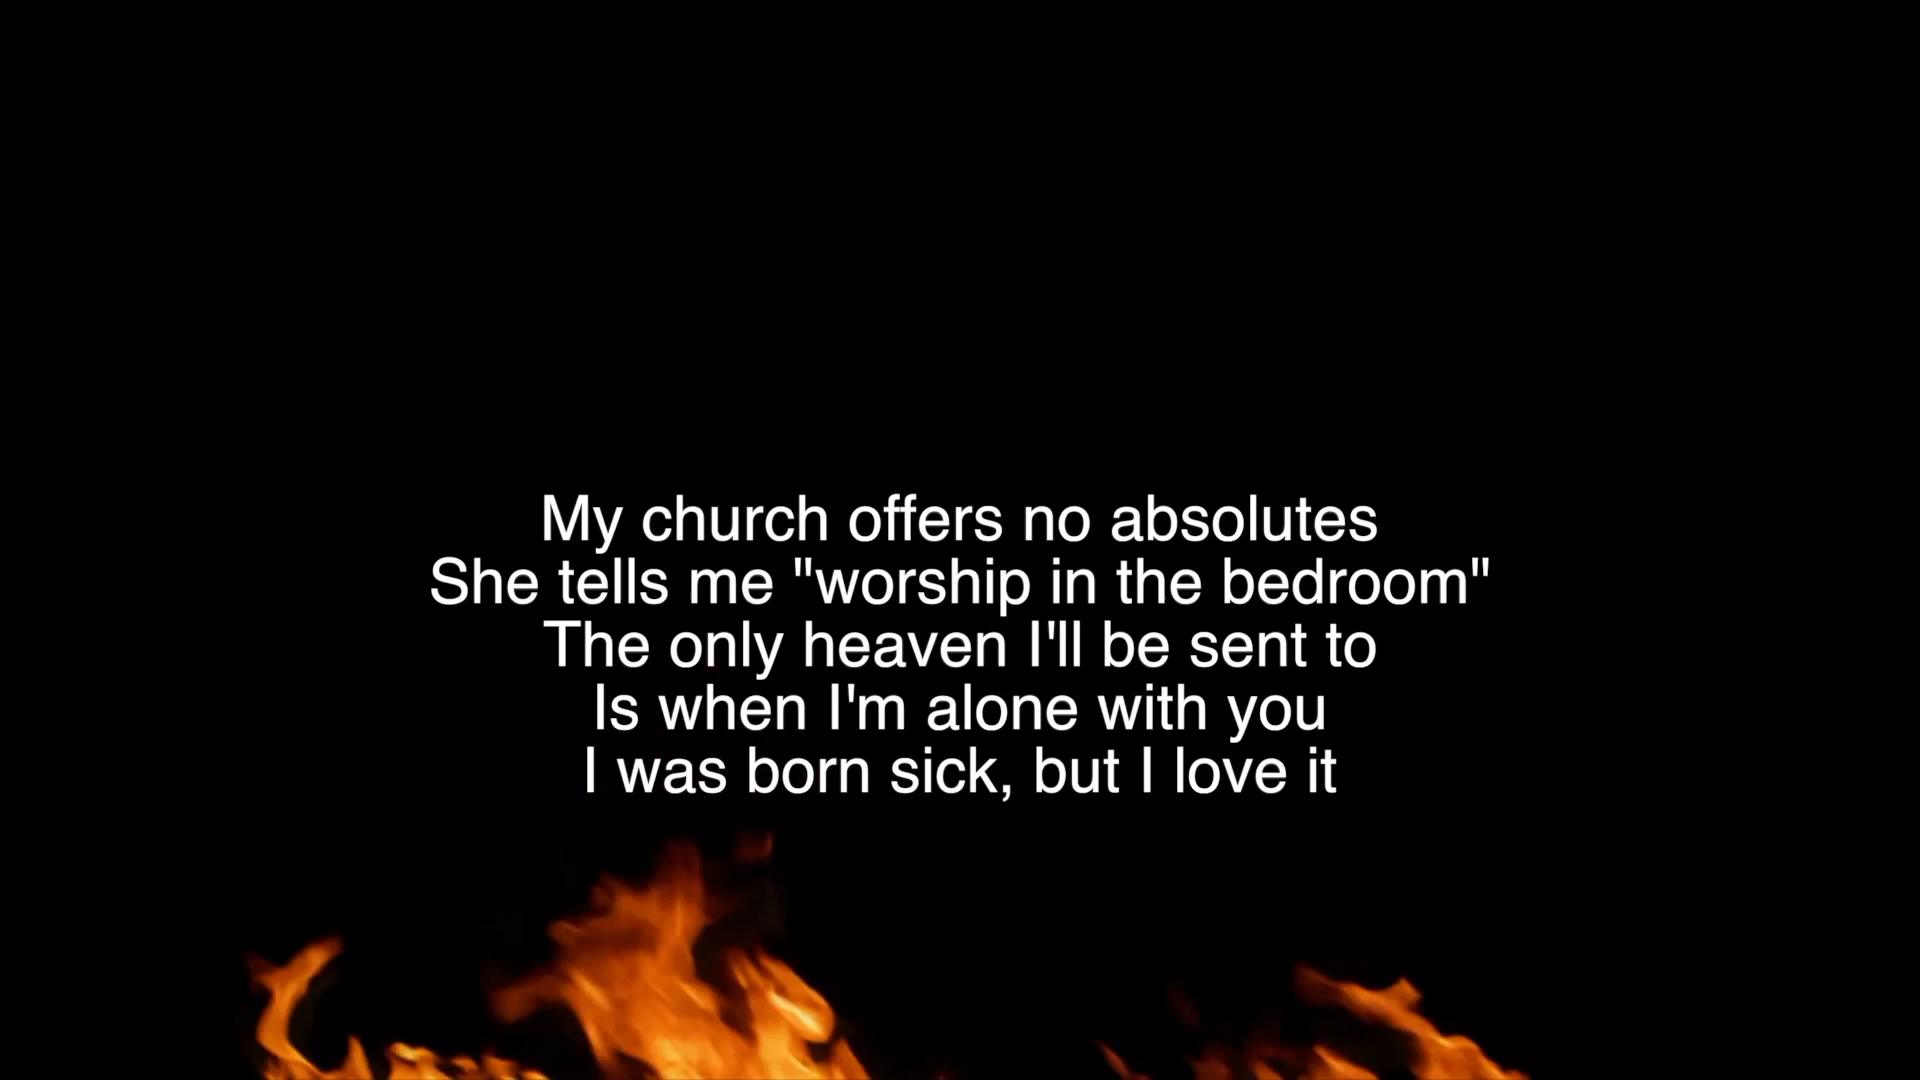 My church offers no absolutes
She tells me "worship in the bedroom"
The only heaven I'll be sent to
Is when I'm alone with you
I was born sick, but I love it